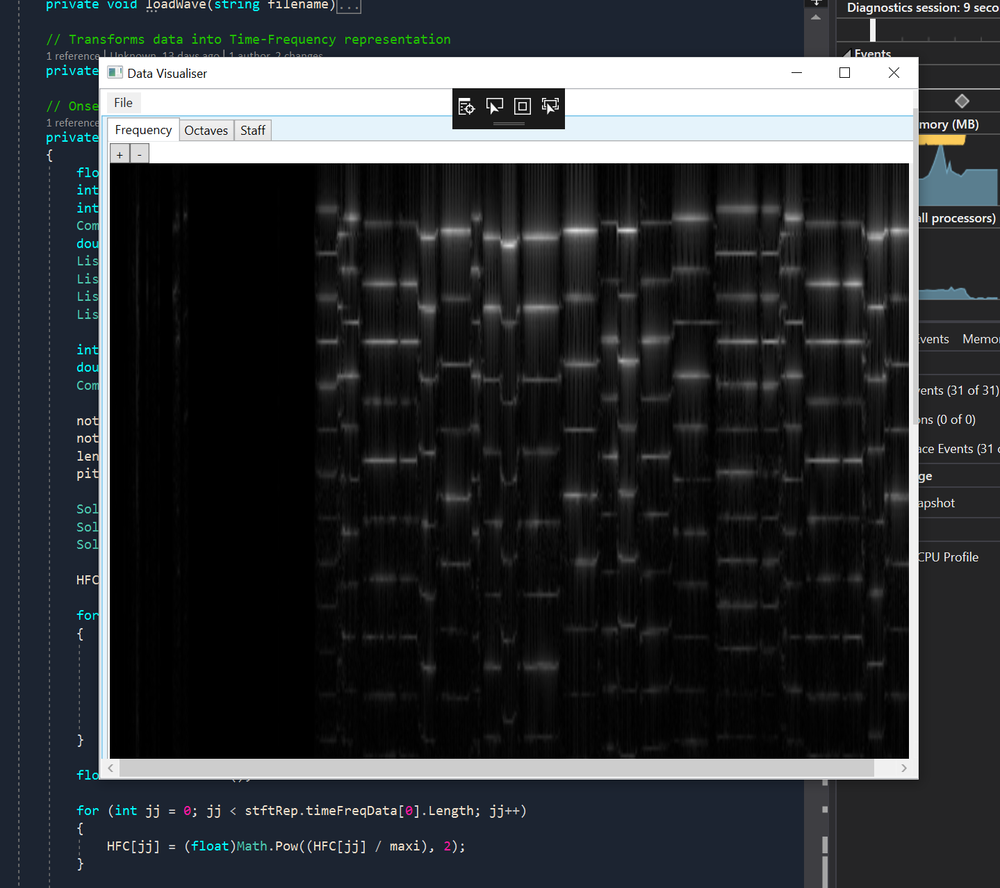 private void loadWave(string filename)...
// Transforms data into Time-Frequency representation
1 reference | Unknown, 13 days ago | 1 author, 2 changes
private
// Onse
1 reference
private
{
flo
int
int
Com
dou
Lis
Lis
Lis
Lis
int
dou
Com
not
not
len
pit
Sol
Sol
Sol
HFC
for
{
}
flo
for (int jj = 0; jj < stftRep.timeFreqData[0].Length; jj++)
{
HFC[jj] = (float)Math.Pow((HFC[jj] / maxi), 2);
}
Data Visualiser
File
Frequency Octaves Staff
+ -
Diagnostics session: 9 seco
Events
mory (MB)
all processors)
Events Memor
vents (31 of 31)
ons (0 of 0)
ace Events (31 o
ge
apshot
CPU Profile